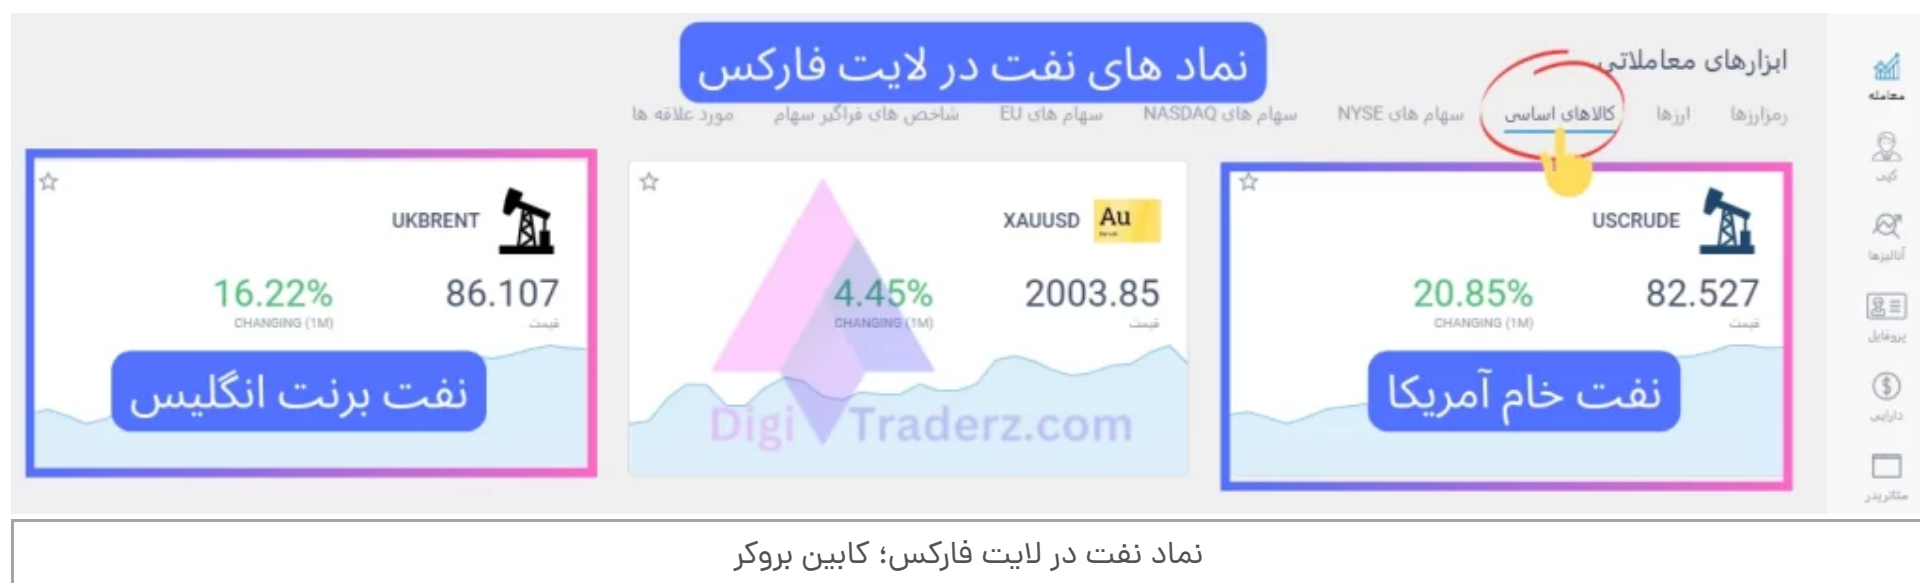 نماد های نفت در لایت فارکس
ابزارهای معاملاتی
رمزارزها ارزها کالاهای اساسی سهام های NYSE سهام های NASDAQ سهام های EU شاخص های فراگیر سهام مورد علاقه ها
معامله
کپی
آنالیزها
پروفایل
دارایی
متاتریدر
USCRUDE
82.527
قیمت
20.85%
CHANGING (1M)
نفت خام آمریکا
Au
XAUUSD
2003.85
قیمت
4.45%
CHANGING (1M)
Digi Traderz.com
UKBRENT
86.107
قیمت
16.22%
CHANGING (1M)
نفت برنت انگلیس
نماد نفت در لایت فارکس؛ کابین بروکر